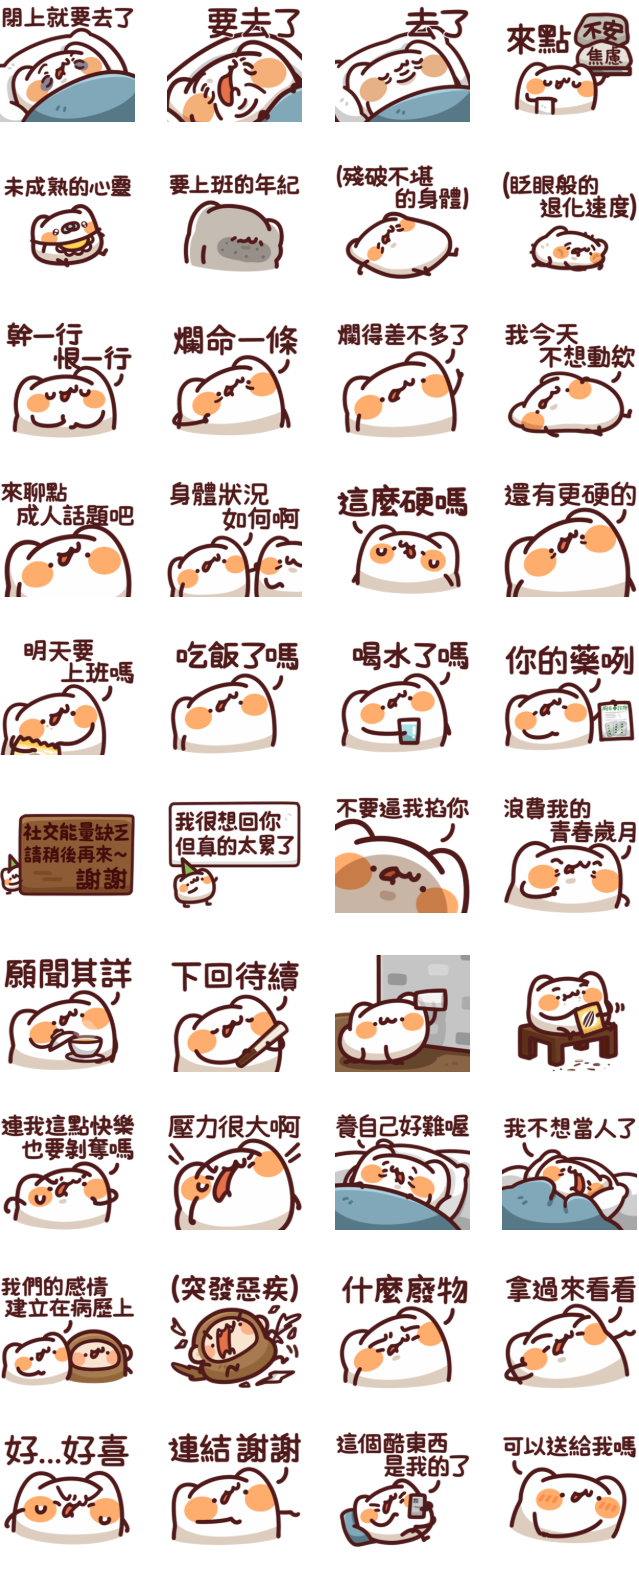 閉上就要去了
要去了
去了
來點
不安
焦慮
未成熟的心靈
要上班的年紀
(殘破不堪
的身體)
(眨眼般的
退化速度)
幹一行
恨一行
爛命一條
爛得差不多了
我今天
不想動欸
來聊點
成人話題吧
身體狀況
如何啊
這麼硬嗎
還有更硬的
明天要
上班嗎
吃飯了嗎
喝水了嗎
你的藥咧
社交能量缺乏
請稍後再來~
謝謝
我很想回你
但真的太累了
不要逼我掐你
浪費我的
青春歲月
願聞其詳
下回待續
連我這點快樂
也要剝奪嗎
壓力很大啊
養自己好難喔
我不想當人了
我們的感情
建立在病歷上
(突發惡疾)
什麼廢物
拿過來看看
好...好喜
連結謝謝
這個酷東西
是我的了
可以送給我嗎